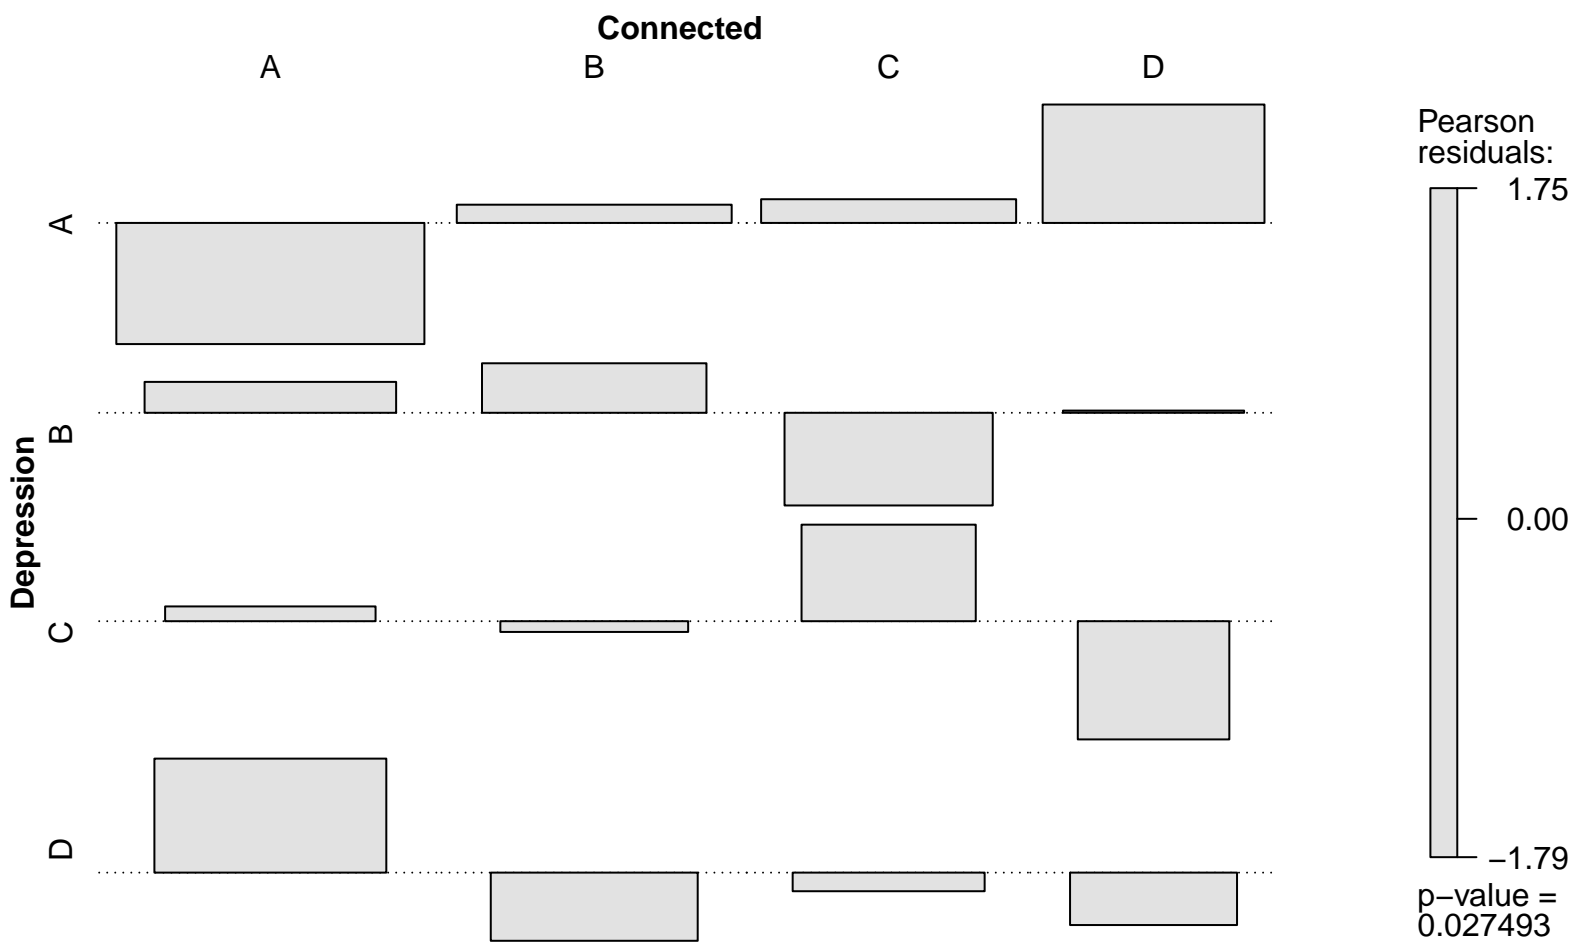 Connected
A B C D
Pearson
residuals:
1.75
0.00
−1.79
p−value =
0.027493
Depression
A
B
C
D